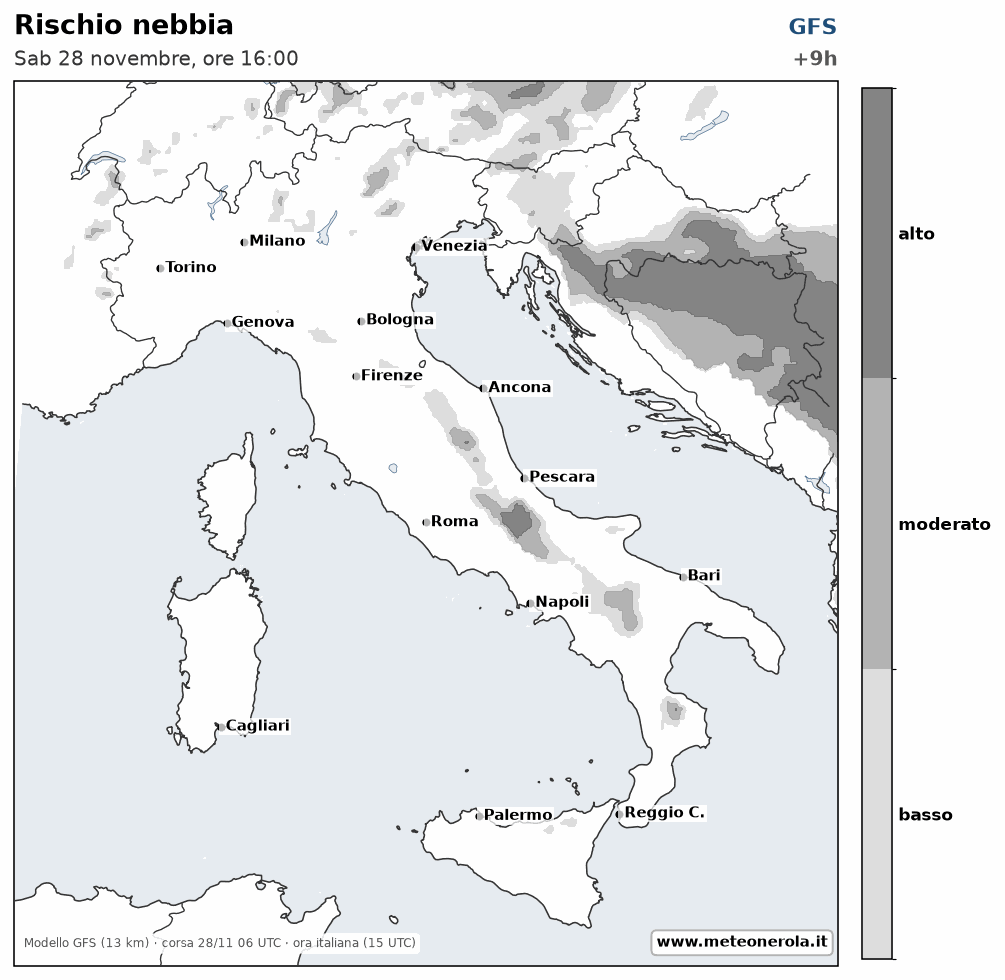 Rischio nebbia
GFS
Sab 28 novembre, ore 16:00
+9h
alto
Milano
Venezia
Torino
Genova
Bologna
Firenze
Ancona
Pescara
Roma
moderato
Bari
Napoli
Cagliari
Palermo
Reggio C.
basso
Modello GFS (13 km) · corsa 28/11 06 UTC · ora italiana (15 UTC)
www.meteonerola.it